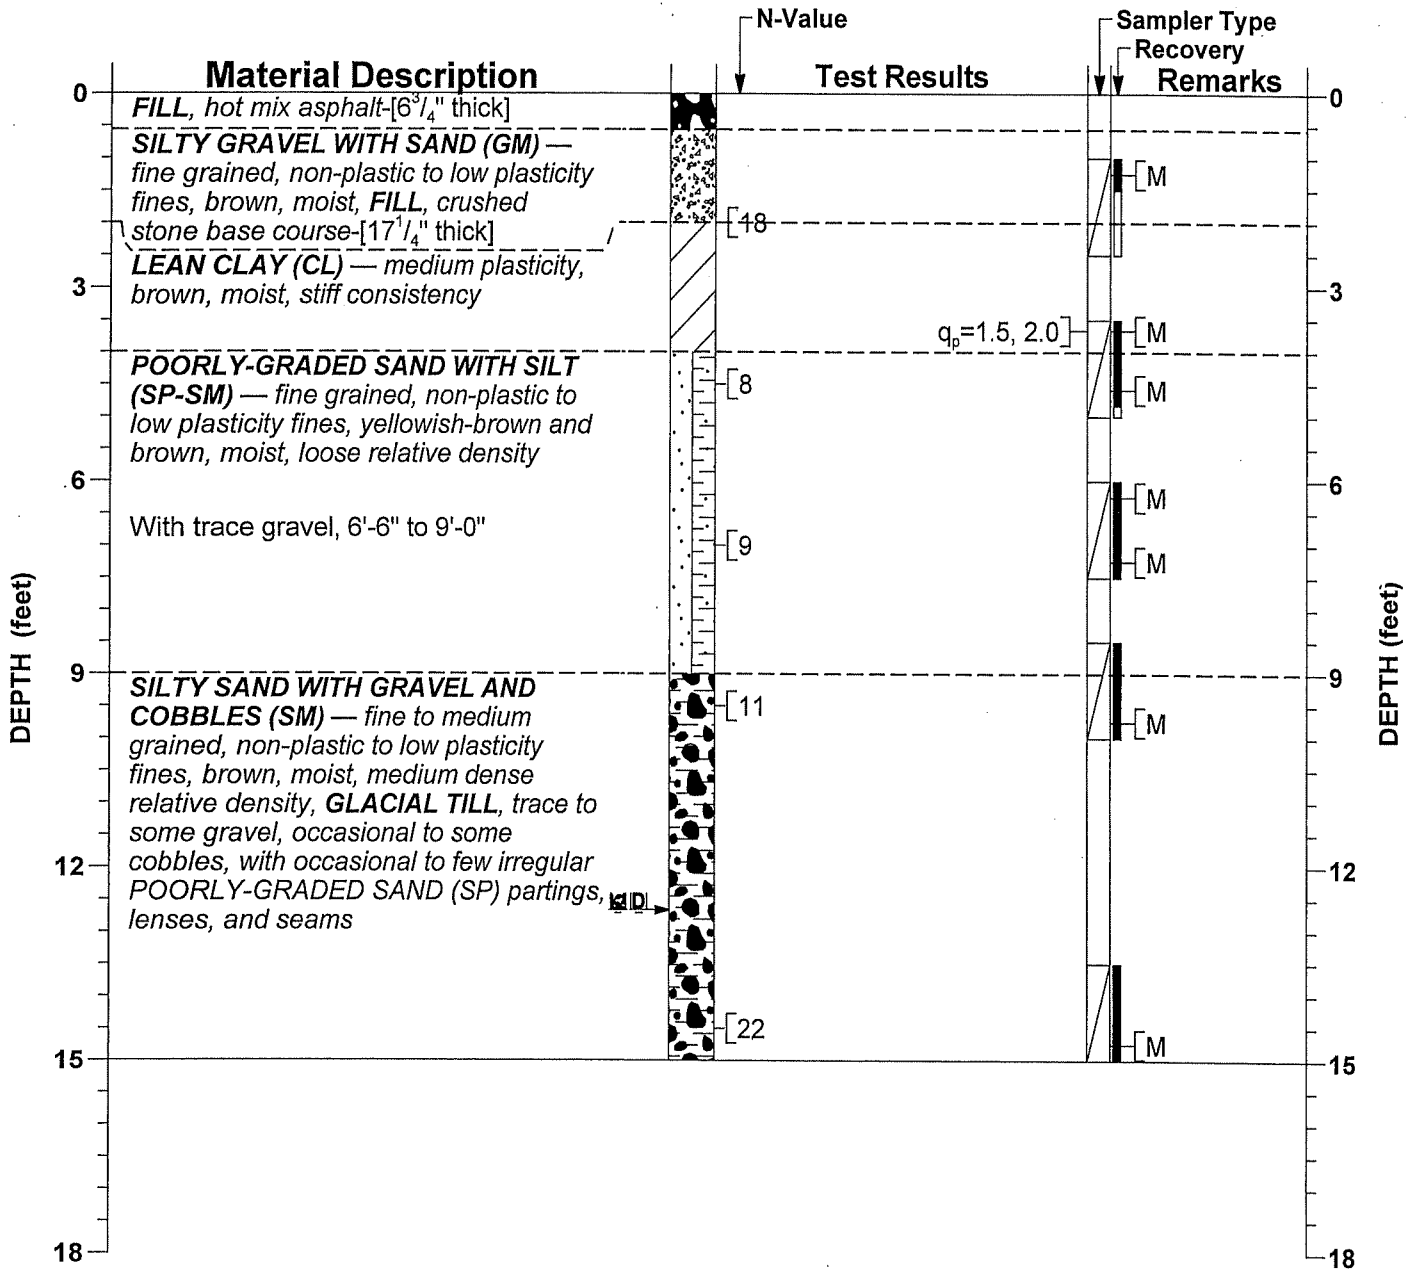 N-Value
Sampler Type
Recovery
Material Description
Test Results
Remarks
0
0
FILL, hot mix asphalt-[6 3/4" thick]
SILTY GRAVEL WITH SAND (GM) —
fine grained, non-plastic to low plasticity
fines, brown, moist, FILL, crushed
stone base course-[17 1/4" thick]
M
18
LEAN CLAY (CL) — medium plasticity,
brown, moist, stiff consistency
3
3
qp=1.5, 2.0
M
POORLY-GRADED SAND WITH SILT
(SP-SM) — fine grained, non-plastic to
low plasticity fines, yellowish-brown and
brown, moist, loose relative density
8
M
6
6
M
With trace gravel, 6'-6" to 9'-0"
9
M
DEPTH (feet)
DEPTH (feet)
9
9
SILTY SAND WITH GRAVEL AND
COBBLES (SM) — fine to medium
grained, non-plastic to low plasticity
fines, brown, moist, medium dense
relative density, GLACIAL TILL, trace to
some gravel, occasional to some
cobbles, with occasional to few irregular
POORLY-GRADED SAND (SP) partings,
lenses, and seams
11
M
12
12
22
M
15
15
18
18